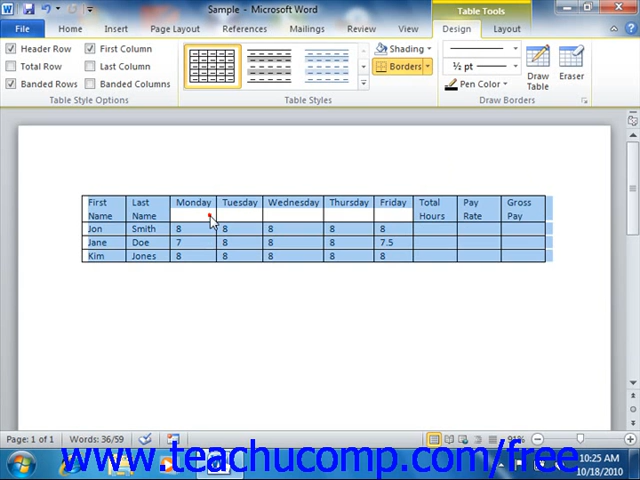 Sample - Microsoft Word
Table Tools
File Home Insert Page Layout References Mailings Review View Design Layout
Header Row First Column
Total Row Last Column
Banded Rows Banded Columns
Table Style Options
Table Styles
Shading
Borders
½ pt
Pen Color
Draw Table
Eraser
Draw Borders
First Name Last Name Monday Tuesday Wednesday Thursday Friday Total Hours Pay Rate Gross Pay
Jon Smith 8 8 8 8 8
Jane Doe 7 8 8 8 7.5
Kim Jones 8 8 8 8 8
Page: 1 of 1 Words: 36/59 91%
www.teachucomp.com/free
10:25 AM
10/18/2010